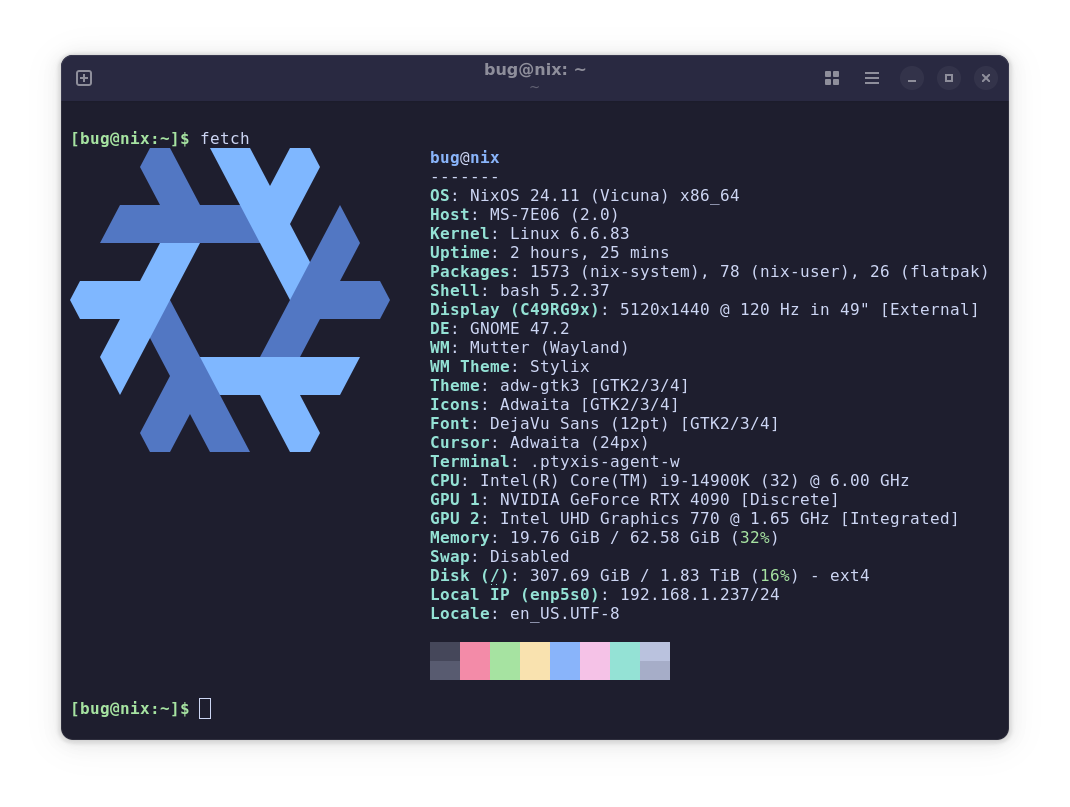 bug@nix: ~
~
[bug@nix:~]$ fetch
bug@nix
-------
OS: NixOS 24.11 (Vicuna) x86_64
Host: MS-7E06 (2.0)
Kernel: Linux 6.6.83
Uptime: 2 hours, 25 mins
Packages: 1573 (nix-system), 78 (nix-user), 26 (flatpak)
Shell: bash 5.2.37
Display (C49RG9x): 5120x1440 @ 120 Hz in 49" [External]
DE: GNOME 47.2
WM: Mutter (Wayland)
WM Theme: Stylix
Theme: adw-gtk3 [GTK2/3/4]
Icons: Adwaita [GTK2/3/4]
Font: DejaVu Sans (12pt) [GTK2/3/4]
Cursor: Adwaita (24px)
Terminal: .ptyxis-agent-w
CPU: Intel(R) Core(TM) i9-14900K (32) @ 6.00 GHz
GPU 1: NVIDIA GeForce RTX 4090 [Discrete]
GPU 2: Intel UHD Graphics 770 @ 1.65 GHz [Integrated]
Memory: 19.76 GiB / 62.58 GiB (32%)
Swap: Disabled
Disk (/): 307.69 GiB / 1.83 TiB (16%) - ext4
Local IP (enp5s0): 192.168.1.237/24
Locale: en_US.UTF-8
[bug@nix:~]$